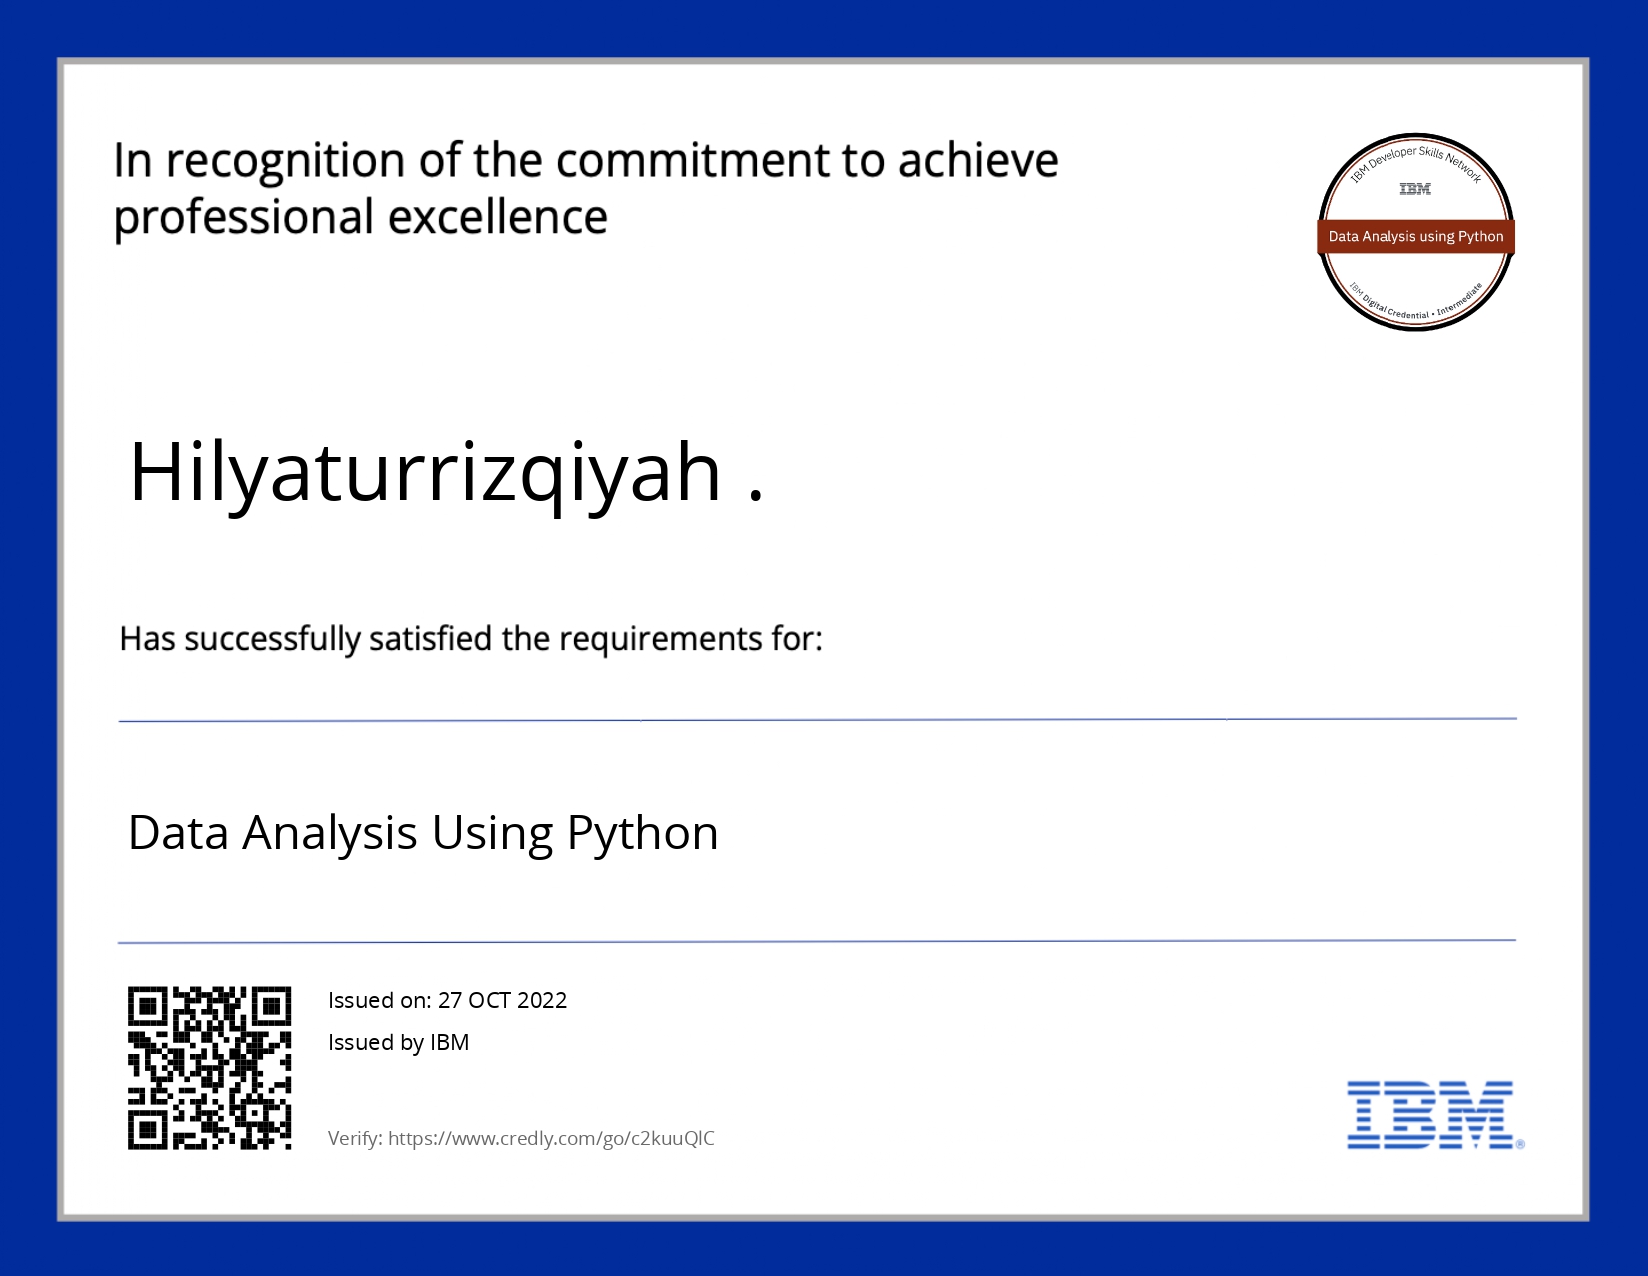 In recognition of the commitment to achieve
professional excellence
IBM Developer Skills Network
IBM
Data Analysis using Python
IBM Digital Credential • Intermediate
Hilyaturrizqiyah .
Has successfully satisfied the requirements for:
Data Analysis Using Python
Issued on: 27 OCT 2022
Issued by IBM
Verify: https://www.credly.com/go/c2kuuQlC
IBM®